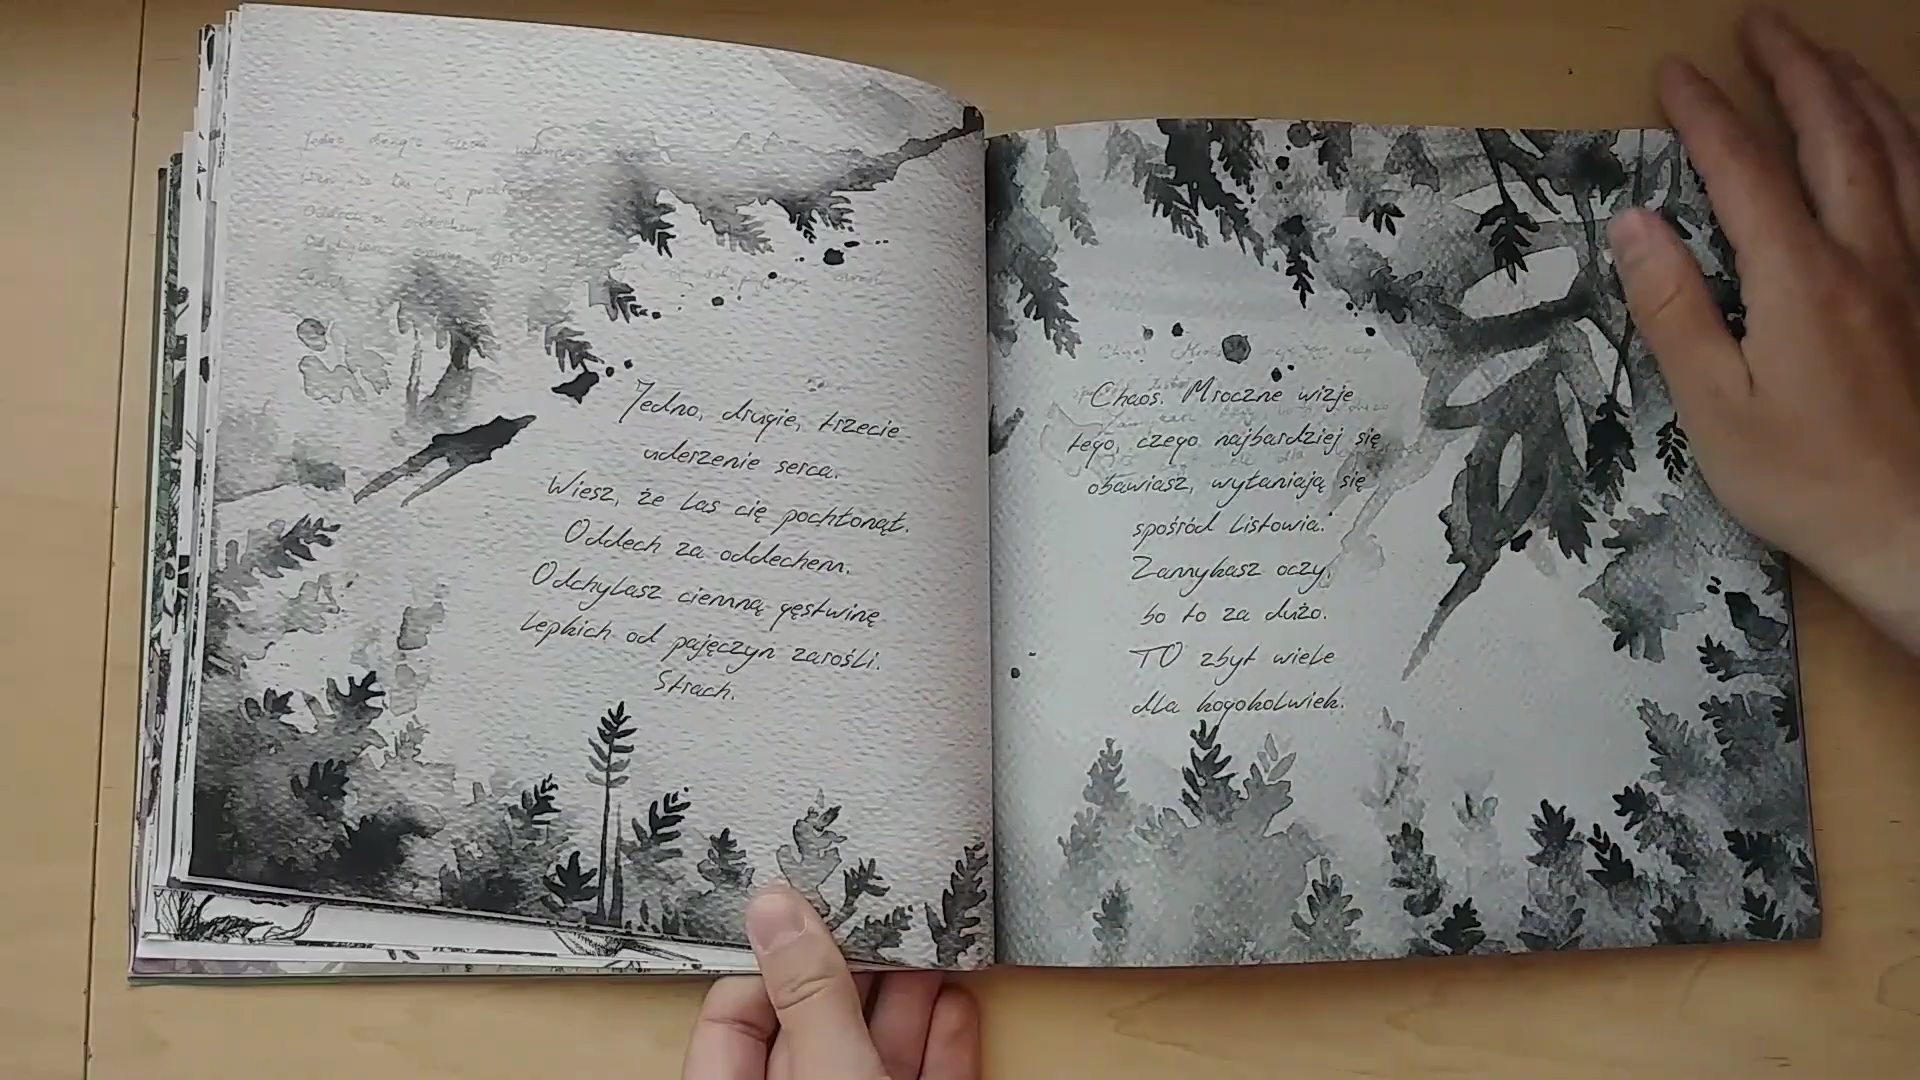 Jedno, drugie, trzecie
uderzenie serca.
Wiesz, że las cię pochłonął.
Oddech za oddechem.
Odchylasz ciemną gęstwinę
lepkich od pajęczyn zarośli.
Strach.
Chaos. Mroczne wizje
tego, czego najbardziej się
obawiasz, wyłaniają się
spośród listowia.
Zamykasz oczy,
bo to za dużo.
TO zbyt wiele
dla kogokolwiek.